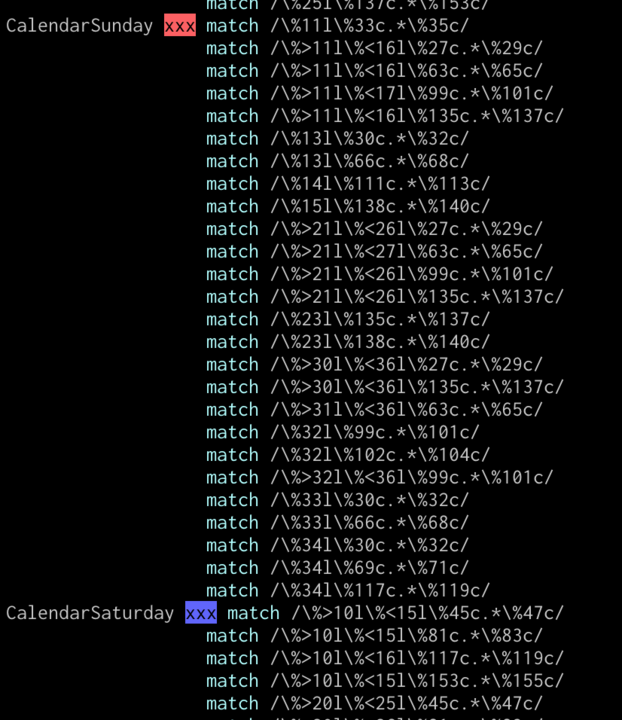 match /\%25l\%137c.*\%153c/
CalendarSunday xxx match /\%11l\%33c.*\%35c/
match /\%>11l\%<16l\%27c.*\%29c/
match /\%>11l\%<16l\%63c.*\%65c/
match /\%>11l\%<17l\%99c.*\%101c/
match /\%>11l\%<16l\%135c.*\%137c/
match /\%13l\%30c.*\%32c/
match /\%13l\%66c.*\%68c/
match /\%14l\%111c.*\%113c/
match /\%15l\%138c.*\%140c/
match /\%>21l\%<26l\%27c.*\%29c/
match /\%>21l\%<27l\%63c.*\%65c/
match /\%>21l\%<26l\%99c.*\%101c/
match /\%>21l\%<26l\%135c.*\%137c/
match /\%23l\%135c.*\%137c/
match /\%23l\%138c.*\%140c/
match /\%>30l\%<36l\%27c.*\%29c/
match /\%>30l\%<36l\%135c.*\%137c/
match /\%>31l\%<36l\%63c.*\%65c/
match /\%32l\%99c.*\%101c/
match /\%32l\%102c.*\%104c/
match /\%>32l\%<36l\%99c.*\%101c/
match /\%33l\%30c.*\%32c/
match /\%33l\%66c.*\%68c/
match /\%34l\%30c.*\%32c/
match /\%34l\%69c.*\%71c/
match /\%34l\%117c.*\%119c/
CalendarSaturday xxx match /\%>10l\%<15l\%45c.*\%47c/
match /\%>10l\%<15l\%81c.*\%83c/
match /\%>10l\%<16l\%117c.*\%119c/
match /\%>10l\%<15l\%153c.*\%155c/
match /\%>20l\%<25l\%45c.*\%47c/